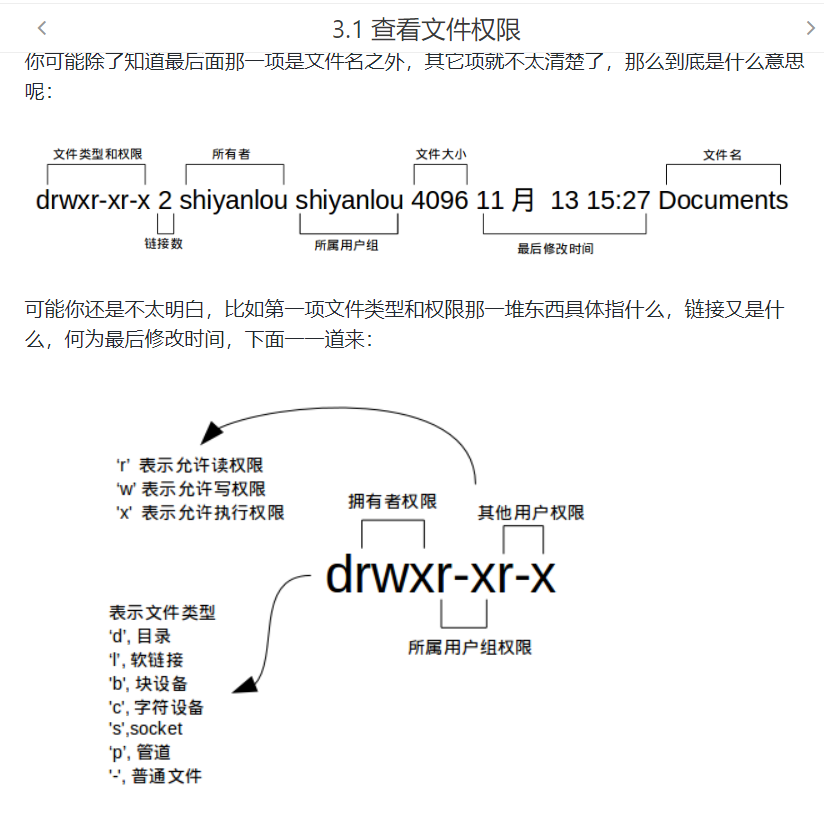 3.1 查看文件权限
你可能除了知道最后面那一项是文件名之外，其它项就不太清楚了，那么到底是什么意思
呢：
文件类型和权限 所有者 文件大小 文件名
drwxr-xr-x 2 shiyanlou shiyanlou 4096 11 月 13 15:27 Documents
链接数 所属用户组 最后修改时间
可能你还是不太明白，比如第一项文件类型和权限那一堆东西具体指什么，链接又是什
么，何为最后修改时间，下面一一道来：
‘r’ 表示允许读权限
‘w’ 表示允许写权限
'x' 表示允许执行权限
拥有者权限
其他用户权限
drwxr-xr-x
所属用户组权限
表示文件类型
‘d’, 目录
‘l’, 软链接
'b', 块设备
'c', 字符设备
's',socket
‘p’, 管道
'-', 普通文件